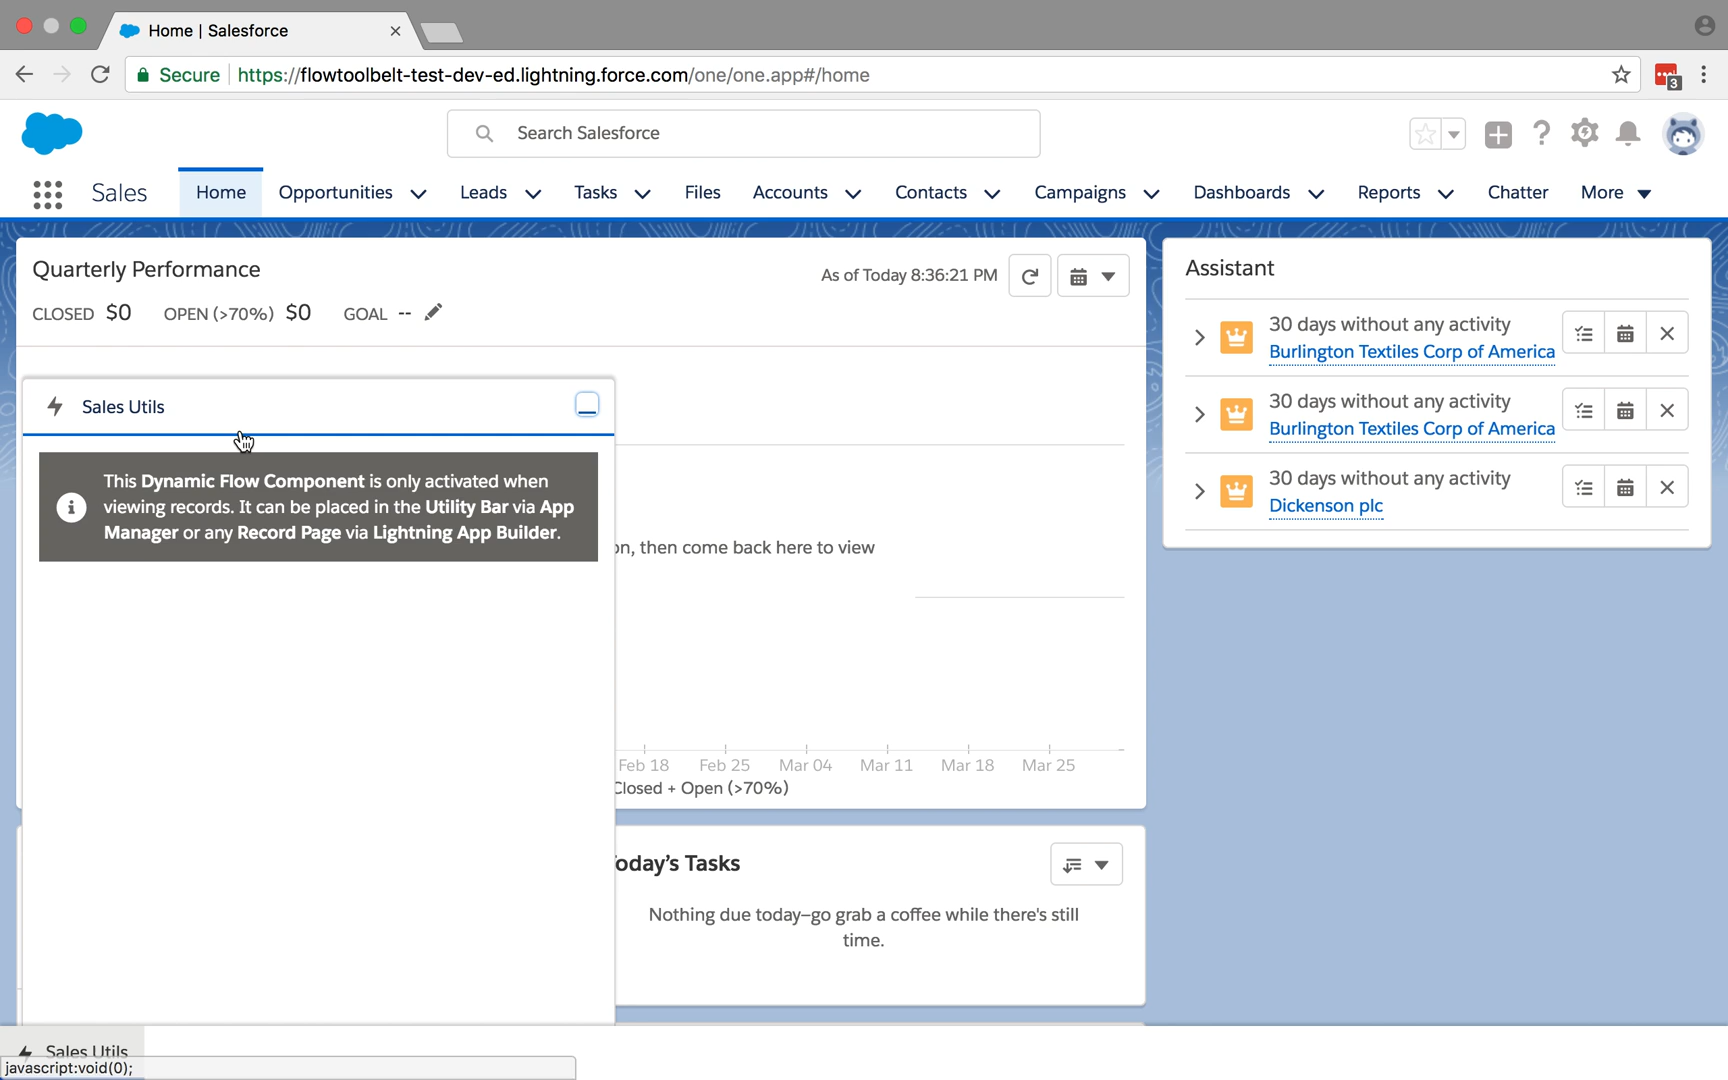 Home | Salesforce
Secure https://flowtoolbelt-test-dev-ed.lightning.force.com/one/one.app#/home
3
Search Salesforce
Sales Home Opportunities Leads Tasks Files Accounts Contacts Campaigns Dashboards Reports Chatter More
Quarterly Performance
As of Today 8:36:21 PM
CLOSED $0 OPEN (>70%) $0 GOAL --
Sales Utils
This Dynamic Flow Component is only activated when
viewing records. It can be placed in the Utility Bar via App
Manager or any Record Page via Lightning App Builder.
on, then come back here to view
Feb 18 Feb 25 Mar 04 Mar 11 Mar 18 Mar 25
Closed + Open (>70%)
Today's Tasks
Nothing due today–go grab a coffee while there's still
time.
Assistant
30 days without any activity
Burlington Textiles Corp of America
30 days without any activity
Burlington Textiles Corp of America
30 days without any activity
Dickenson plc
Sales Utils
javascript:void(0);